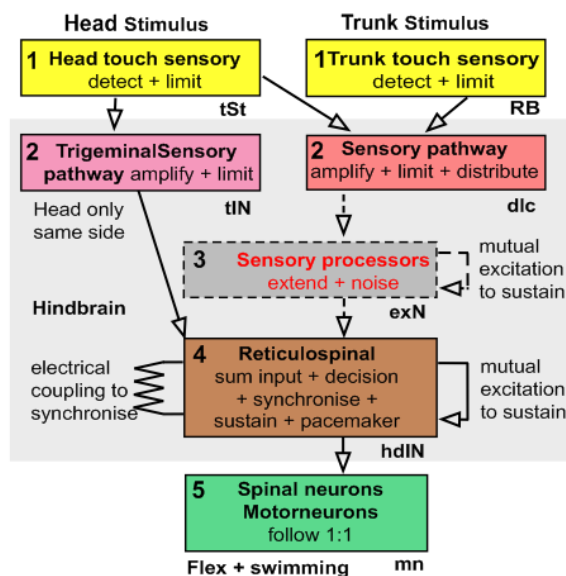 Head Stimulus
Trunk Stimulus
1 Head touch sensory
detect + limit
tSt
1 Trunk touch sensory
detect + limit
RB
2 TrigeminalSensory
pathway amplify + limit
tIN
2 Sensory pathway
amplify + limit + distribute
dlc
Head only
same side
3 Sensory processors
extend + noise
exN
mutual
excitation
to sustain
Hindbrain
electrical
coupling to
synchronise
4 Reticulospinal
sum input + decision
+ synchronise +
sustain + pacemaker
hdIN
mutual
excitation
to sustain
5 Spinal neurons
Motorneurons
follow 1:1
Flex + swimming
mn